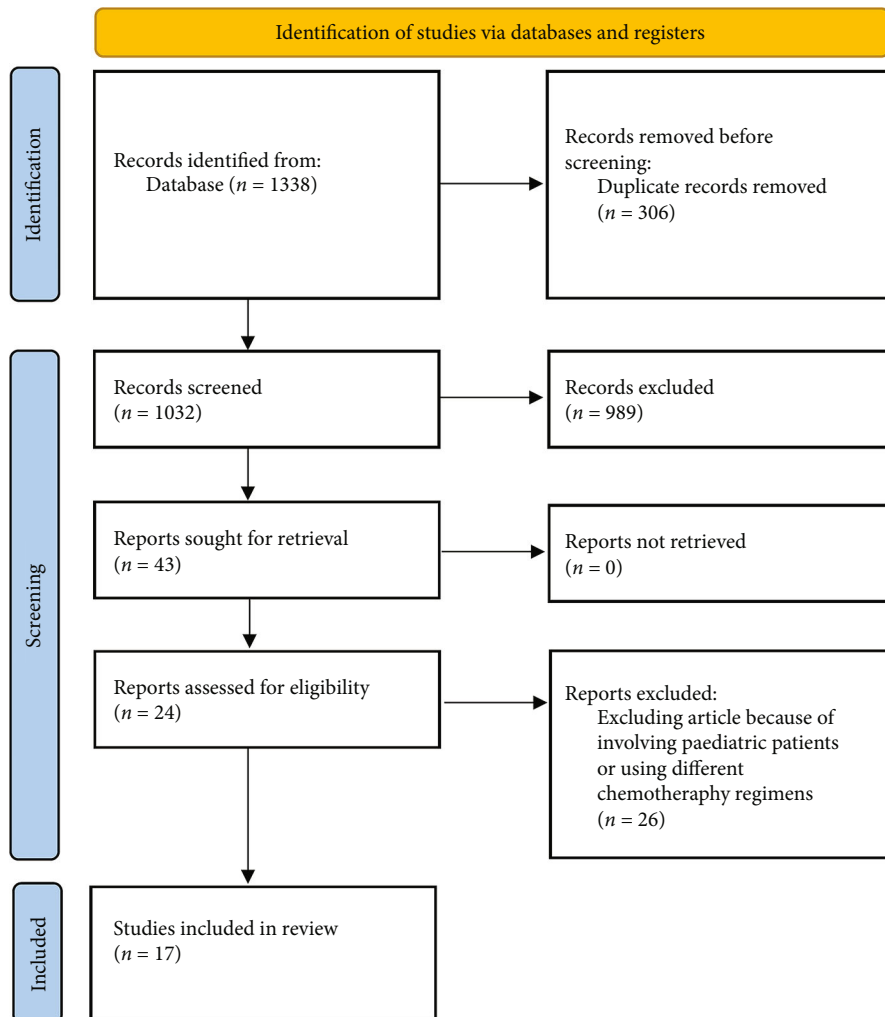 Identification of studies via databases and registers
Identification
Records identified from:
Database (n = 1338)
Records removed before
screening:
Duplicate records removed
(n = 306)
Screening
Records screened
(n = 1032)
Records excluded
(n = 989)
Reports sought for retrieval
(n = 43)
Reports not retrieved
(n = 0)
Reports assessed for eligibility
(n = 24)
Reports excluded:
Excluding article because of
involving paediatric patients
or using different
chemotheraphy regimens
(n = 26)
Included
Studies included in review
(n = 17)